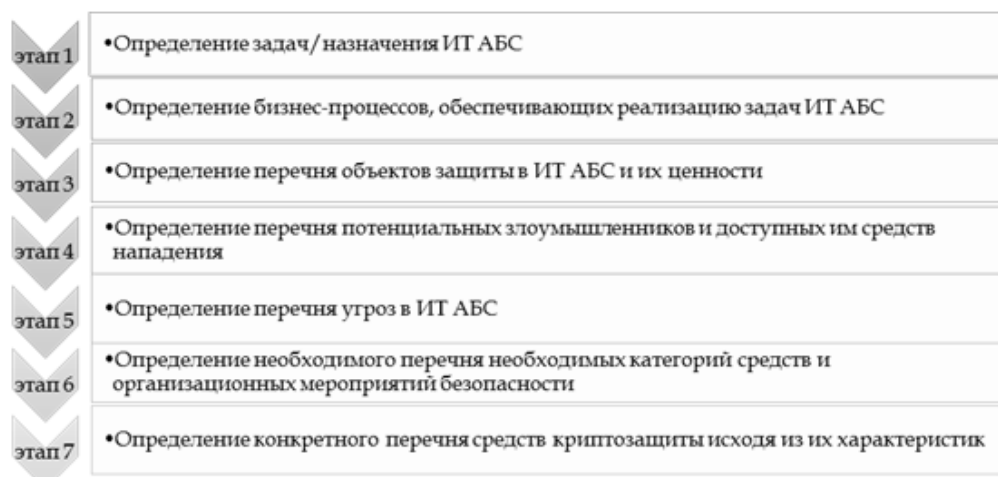 этап 1
•Определение задач/назначения ИТ АБС
этап 2
•Определение бизнес-процессов, обеспечивающих реализацию задач ИТ АБС
этап 3
•Определение перечня объектов защиты в ИТ АБС и их ценности
этап 4
•Определение перечня потенциальных злоумышленников и доступных им средств
нападения
этап 5
•Определение перечня угроз в ИТ АБС
этап 6
•Определение необходимого перечня необходимых категорий средств и
организационных мероприятий безопасности
этап 7
•Определение конкретного перечня средств криптозащиты исходя из их характеристик